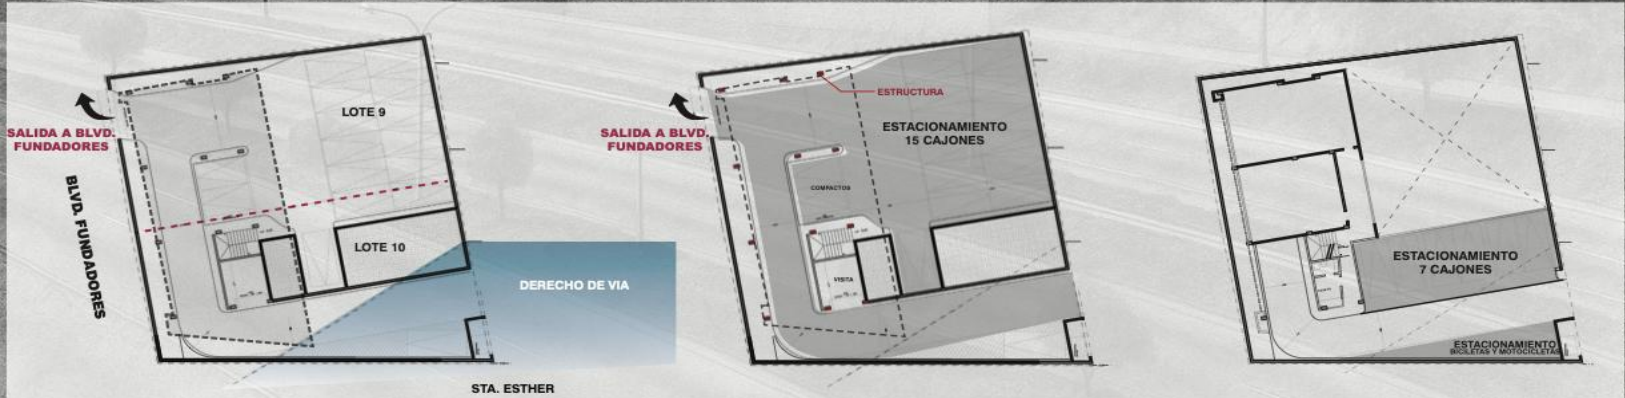 LOTE 9
SALIDA A BLVD.
FUNDADORES
BLVD. FUNDADORES
LOTE 10
DERECHO DE VIA
STA. ESTHER
ESTRUCTURA
SALIDA A BLVD.
FUNDADORES
ESTACIONAMIENTO
15 CAJONES
COMPACTOS
VISITA
ESTACIONAMIENTO
7 CAJONES
ESTACIONAMIENTO
BICILETAS Y MOTOCICLETAS